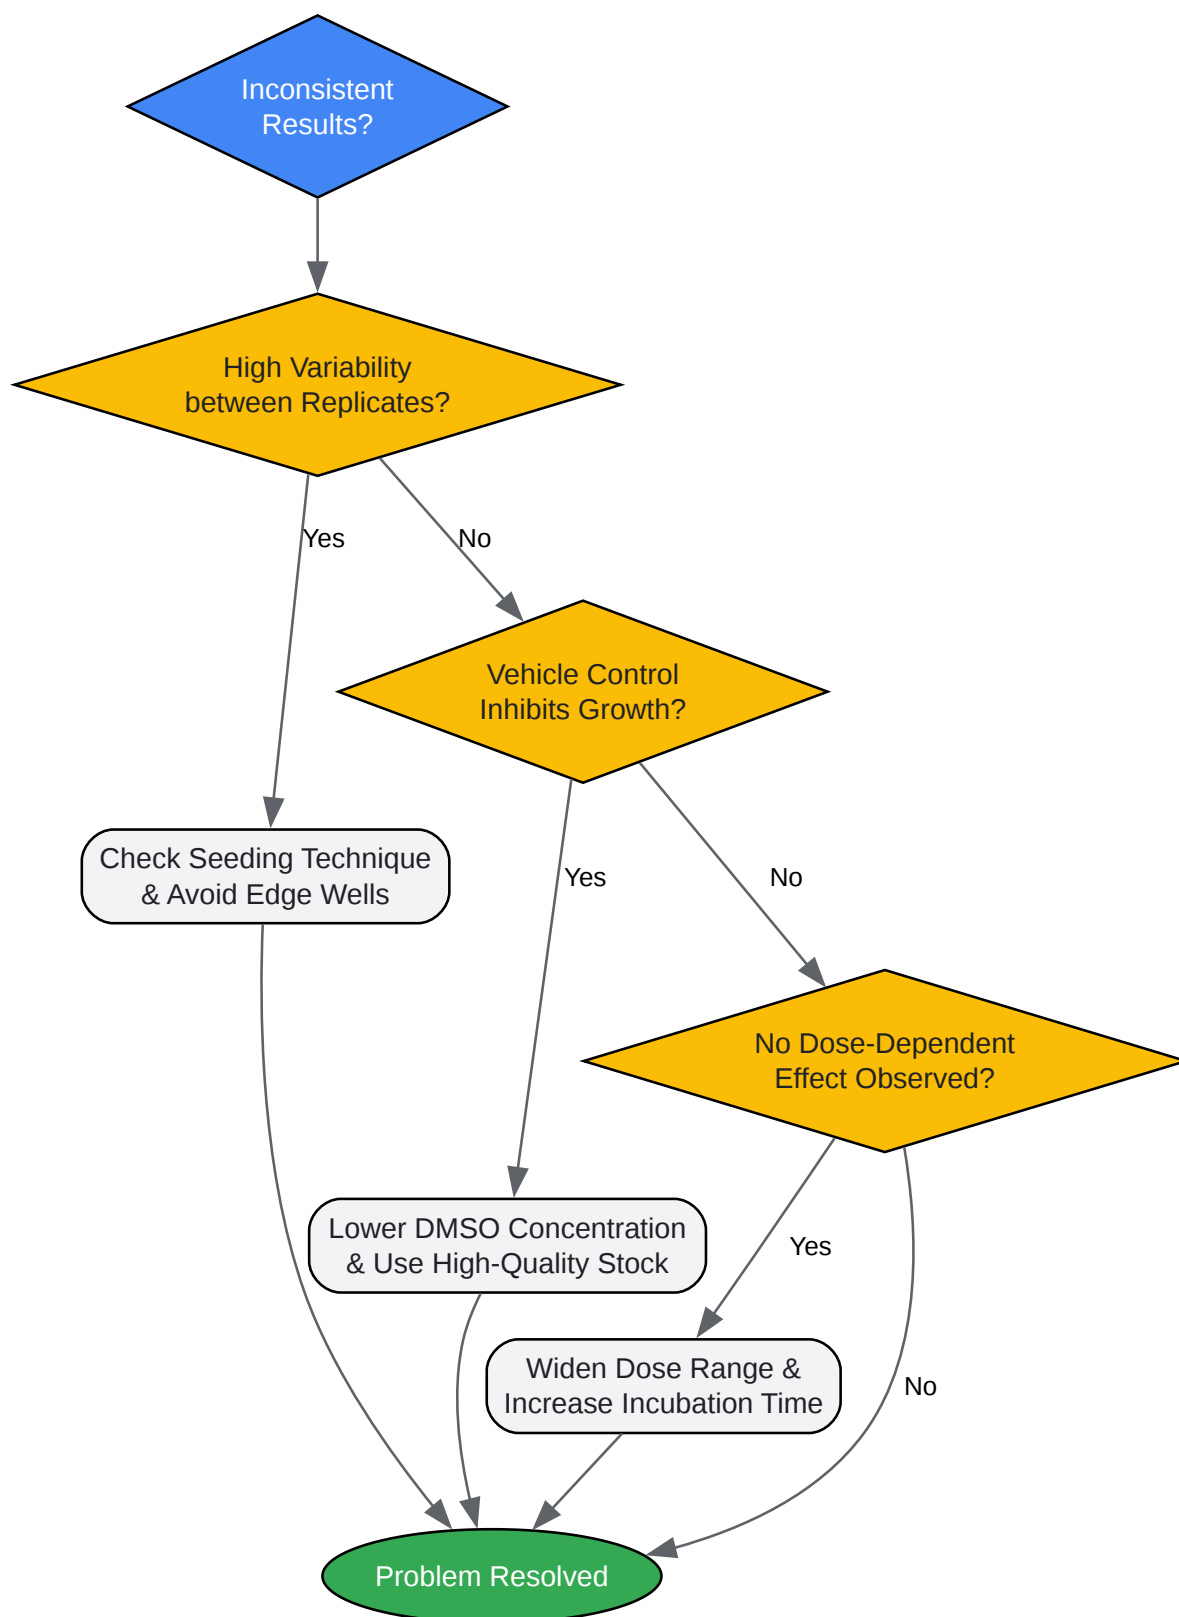 Inconsistent
Results?
High Variability
between Replicates?
Yes
No
Vehicle Control
Inhibits Growth?
Check Seeding Technique
& Avoid Edge Wells
Yes
No
No Dose-Dependent
Effect Observed?
Lower DMSO Concentration
& Use High-Quality Stock
Yes
Widen Dose Range &
Increase Incubation Time
No
Problem Resolved